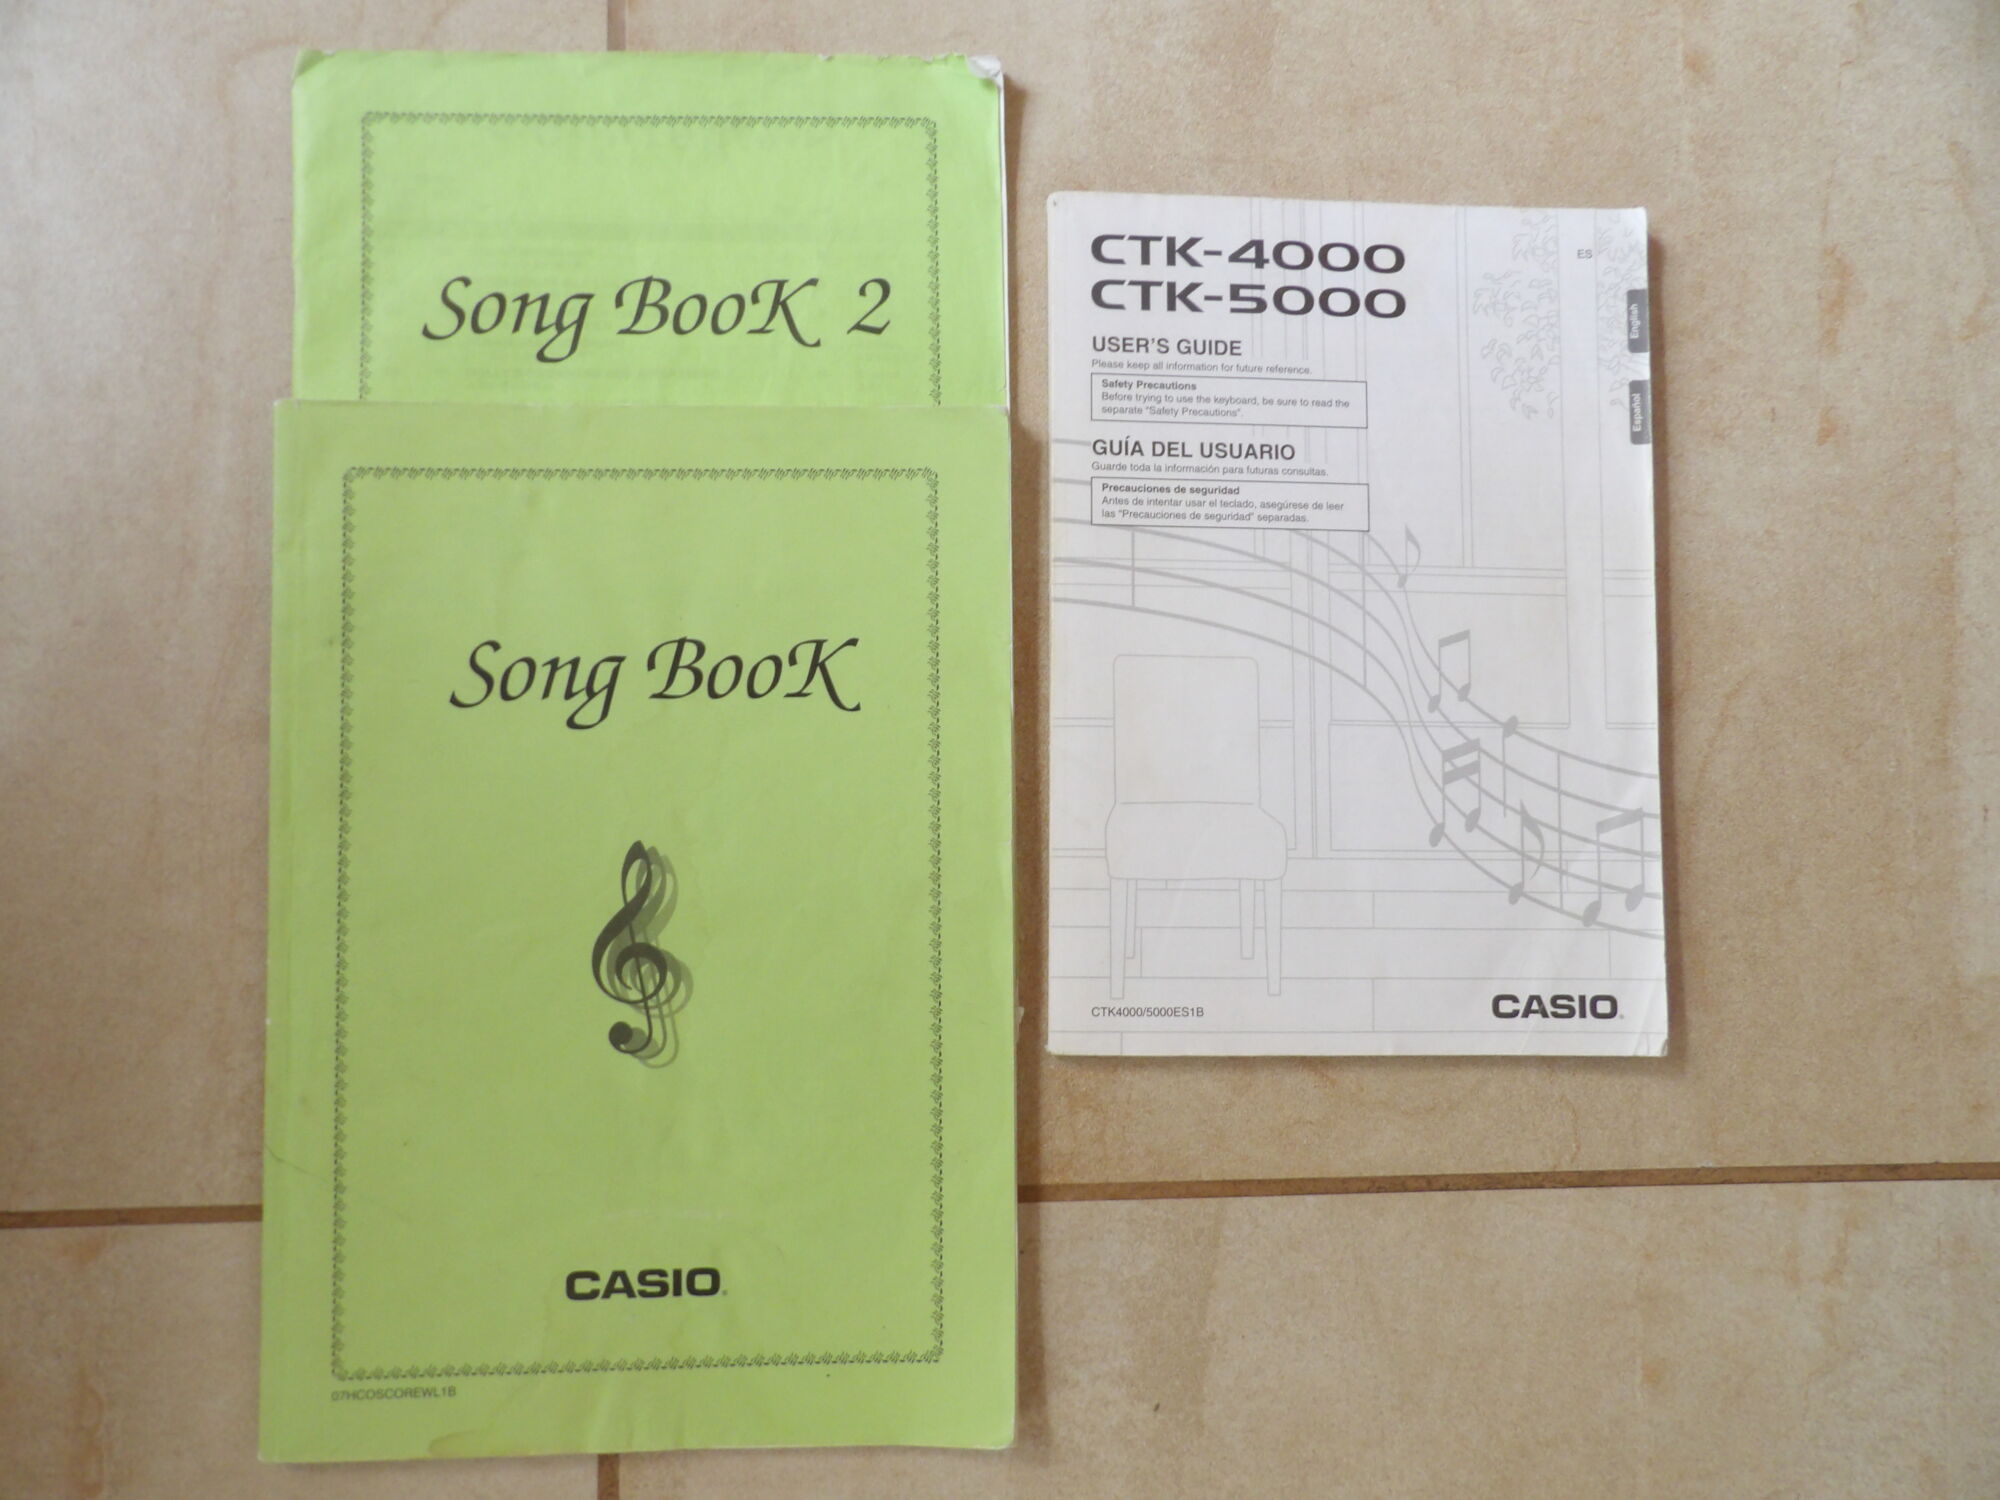 Song BooK 2
Song BooK
CASIO
07HCOSCOREWL1B
CTK-4000
CTK-5000
ES
English
Español
USER'S GUIDE
Please keep all information for future reference.
Safety Precautions
Before trying to use the keyboard, be sure to read the
separate "Safety Precautions".
GUÍA DEL USUARIO
Guarde toda la información para futuras consultas.
Precauciones de seguridad
Antes de intentar usar el teclado, asegúrese de leer
las "Precauciones de seguridad" separadas.
CTK4000/5000ES1B
CASIO